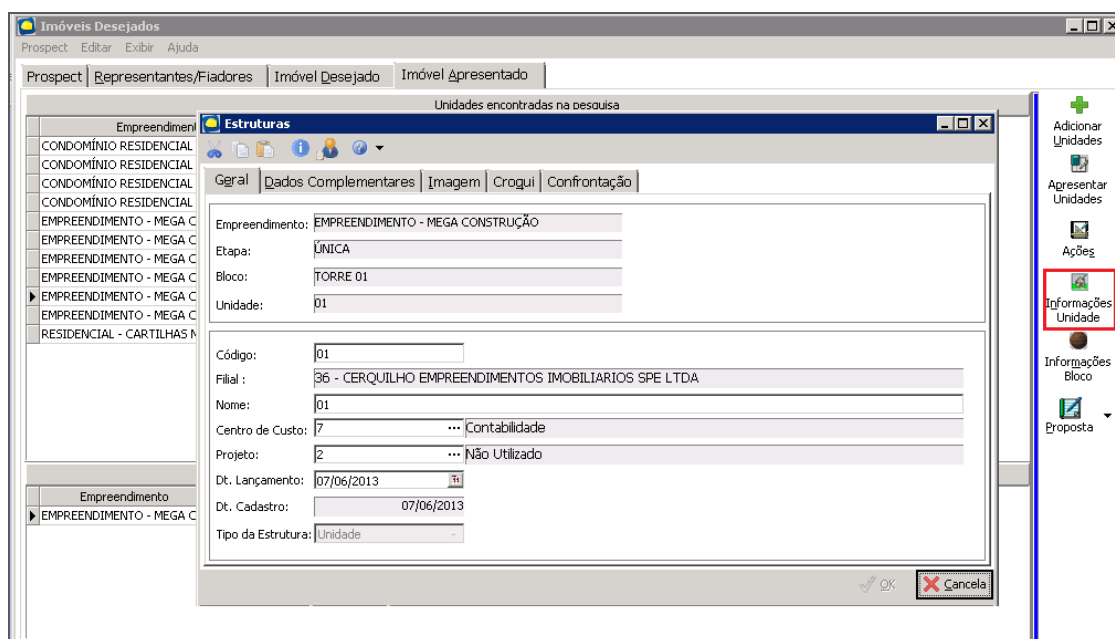 Imóveis Desejados
Prospect Editar Exibir Ajuda
Prospect Representantes/Fiadores Imóvel Desejado Imóvel Apresentado
Unidades encontradas na pesquisa
Empreendiment
CONDOMÍNIO RESIDENCIAL
CONDOMÍNIO RESIDENCIAL
CONDOMÍNIO RESIDENCIAL
CONDOMÍNIO RESIDENCIAL
EMPREENDIMENTO - MEGA C
EMPREENDIMENTO - MEGA C
EMPREENDIMENTO - MEGA C
EMPREENDIMENTO - MEGA C
EMPREENDIMENTO - MEGA C
EMPREENDIMENTO - MEGA C
RESIDENCIAL - CARTILHAS M
Empreendimento
EMPREENDIMENTO - MEGA C
Estruturas
Geral Dados Complementares Imagem Croqui Confrontação
Empreendimento: EMPREENDIMENTO - MEGA CONSTRUÇÃO
Etapa: ÚNICA
Bloco: TORRE 01
Unidade: 01
Código: 01
Filial : 36 - CERQUILHO EMPREENDIMENTOS IMOBILIARIOS SPE LTDA
Nome: 01
Centro de Custo: 7 ... Contabilidade
Projeto: 2 ... Não Utilizado
Dt. Lançamento: 07/06/2013
Dt. Cadastro: 07/06/2013
Tipo da Estrutura: Unidade
OK Cancela
Adicionar
Unidades
Apresentar
Unidades
Ações
Informações
Unidade
Informações
Bloco
Proposta